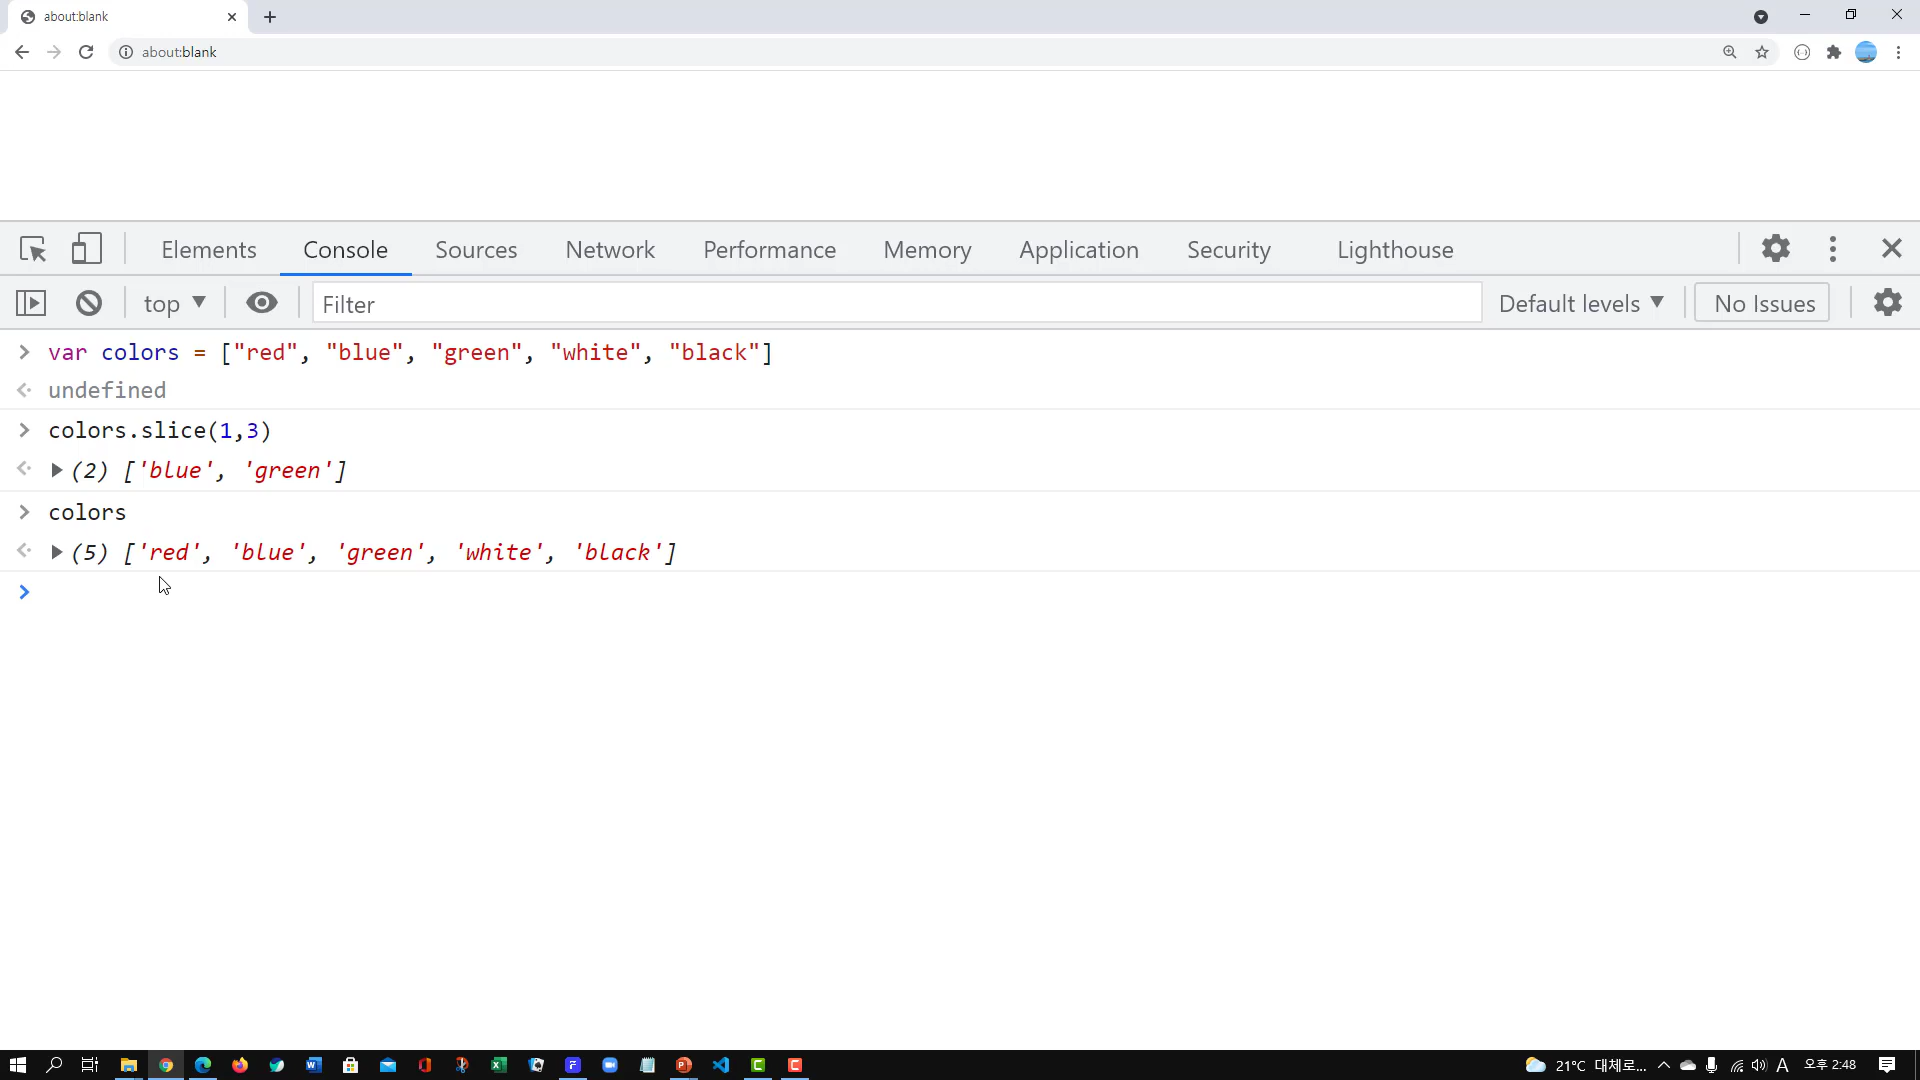 about:blank
about:blank
Elements Console Sources Network Performance Memory Application Security Lighthouse
top Filter Default levels No Issues
> var colors = ["red", "blue", "green", "white", "black"]
undefined
> colors.slice(1,3)
(2) ['blue', 'green']
> colors
(5) ['red', 'blue', 'green', 'white', 'black']
>
21°C 대체로... A 오후 2:48